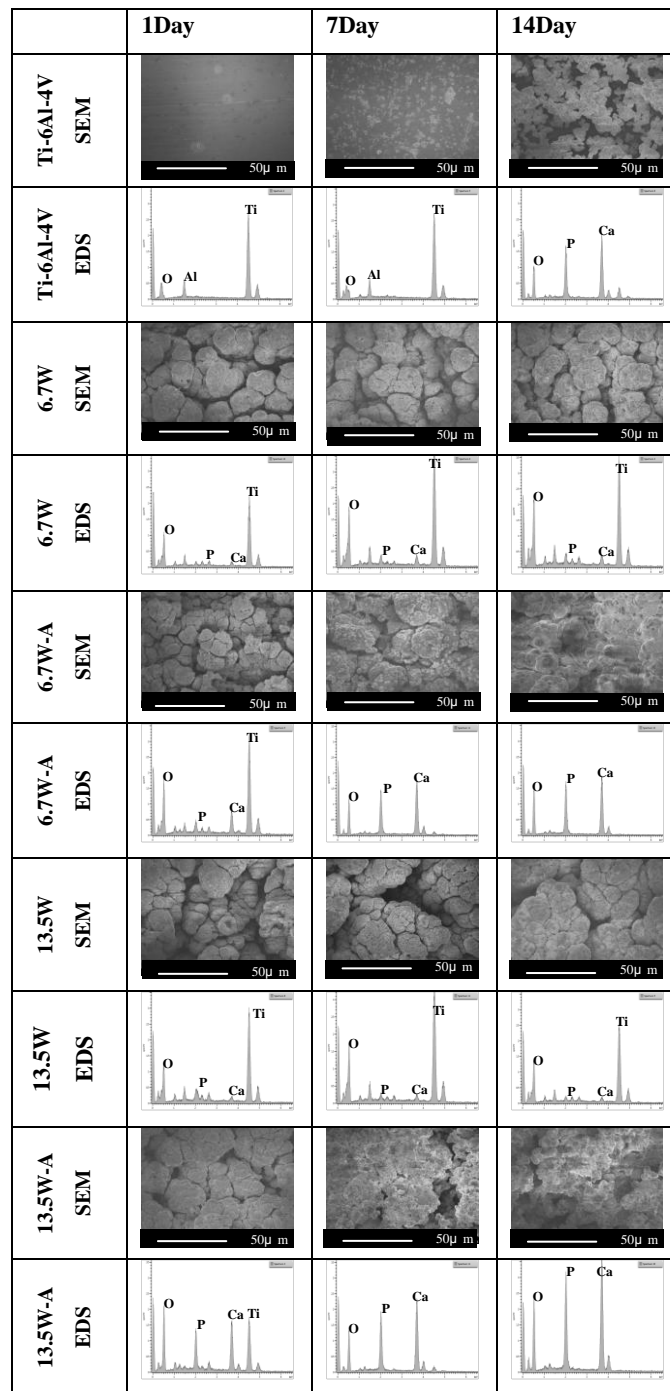 1Day 7Day 14Day
Ti-6Al-4V
SEM
50µ m 50µ m 50µ m
Ti-6Al-4V
EDS
O Al Ti
O Al Ti
O P Ca
6.7W
SEM
50µ m 50µ m 50µ m
6.7W
EDS
O P Ca Ti
O P Ca Ti
O P Ca Ti
6.7W-A
SEM
50µ m 50µ m 50µ m
6.7W-A
EDS
O P Ca Ti
O P Ca
O P Ca
13.5W
SEM
50µ m 50µ m 50µ m
13.5W
EDS
O P Ca Ti
O P Ca Ti
O P Ca Ti
13.5W-A
SEM
50µ m 50µ m 50µ m
13.5W-A
EDS
O P Ca Ti
O P Ca
O P Ca